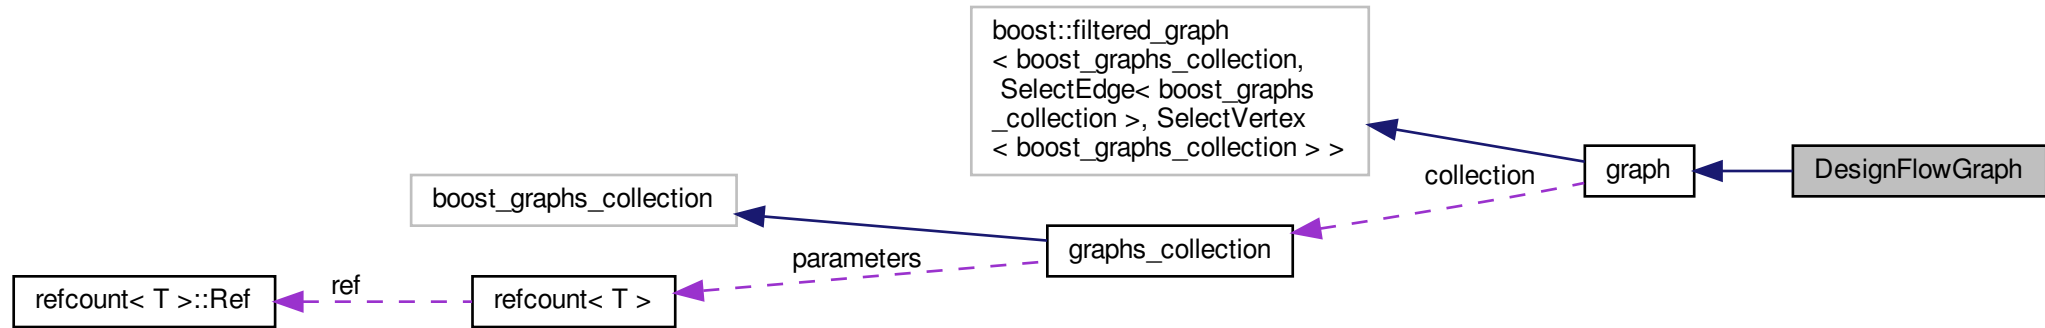 boost::filtered_graph
< boost_graphs_collection,
SelectEdge< boost_graphs
_collection >, SelectVertex
< boost_graphs_collection > >
graph
DesignFlowGraph
collection
boost_graphs_collection
graphs_collection
parameters
refcount< T >::Ref
ref
refcount< T >